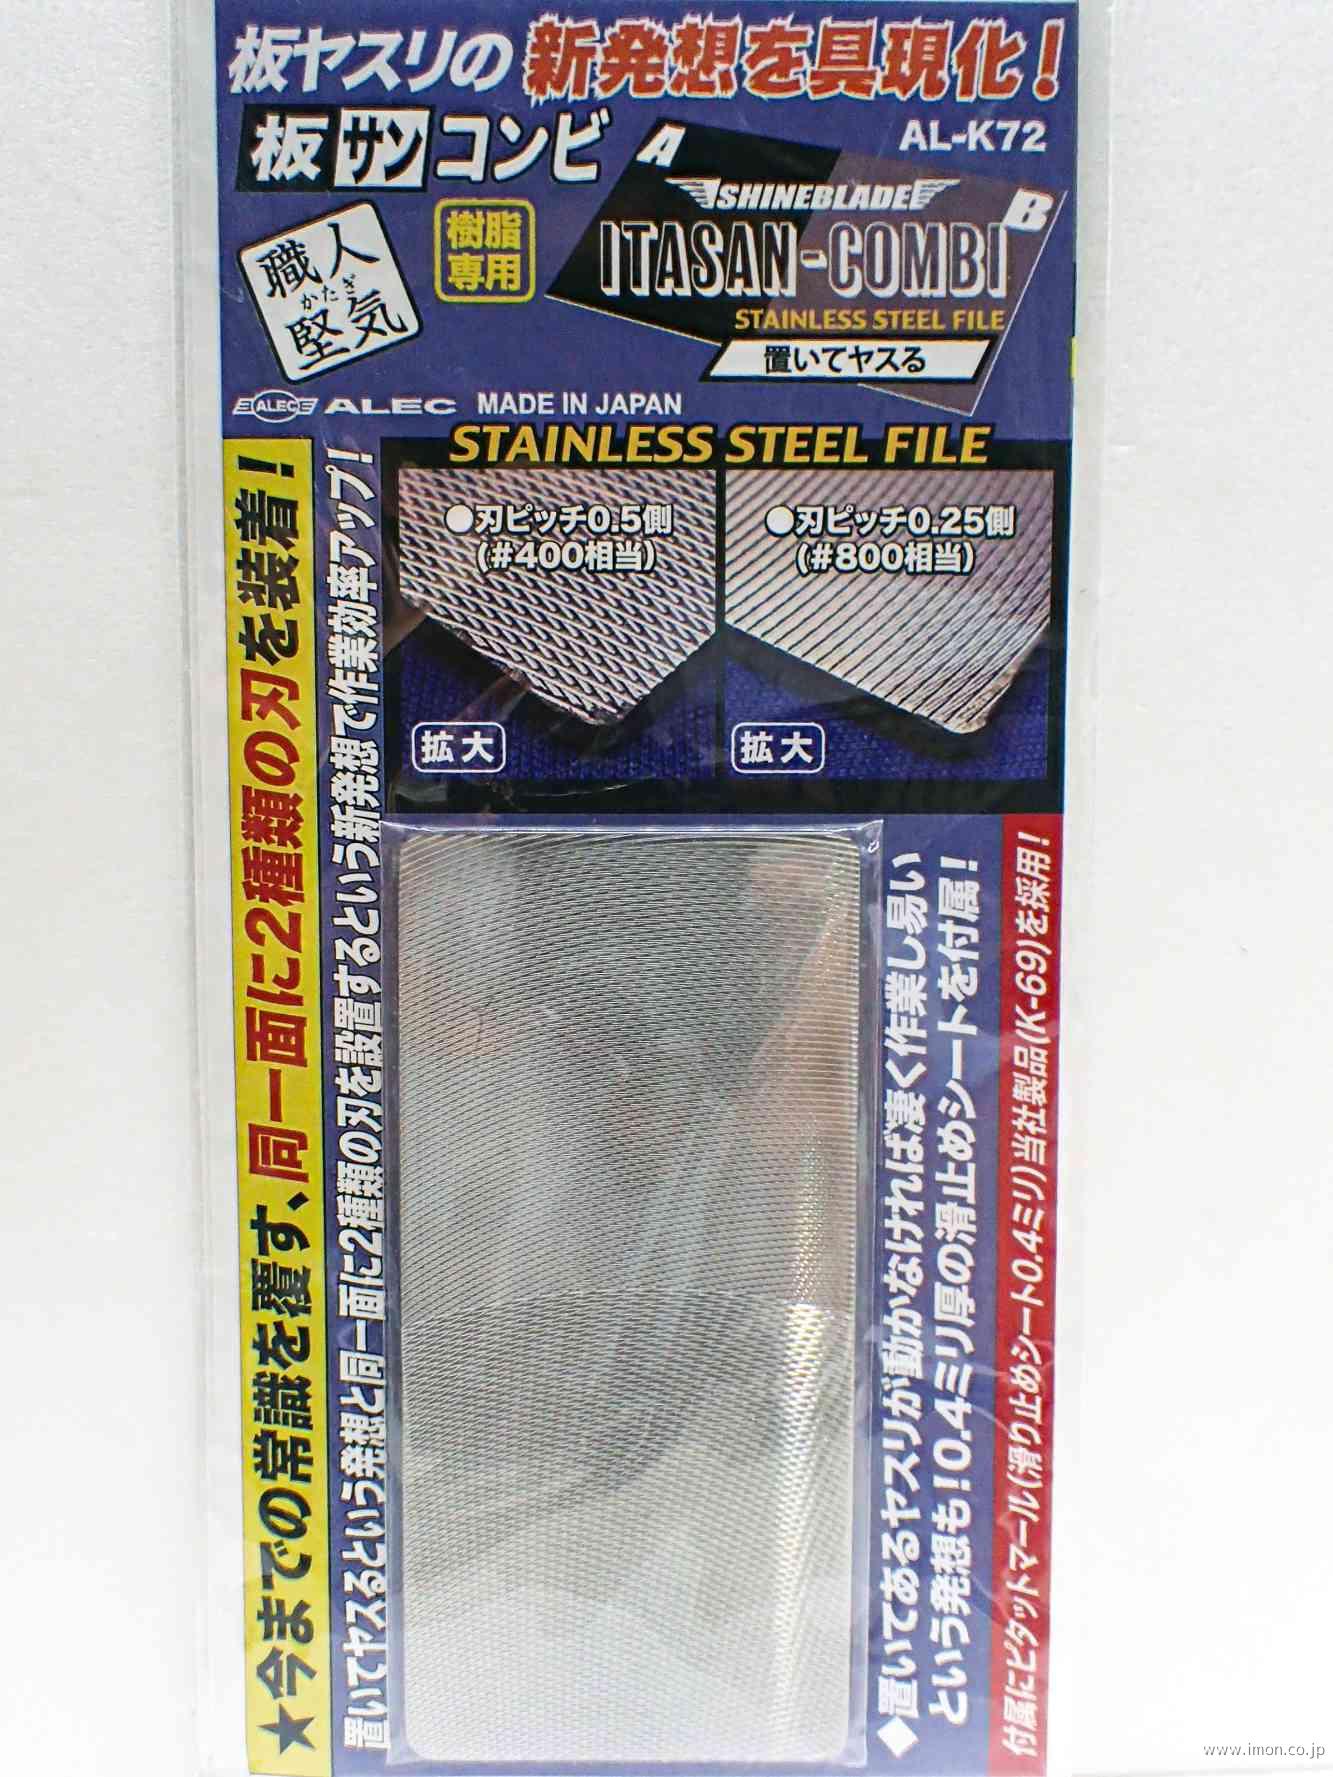 板ヤスリの新発想を具現化！
板サンコンビ
AL-K72
A
SHINEBLADE
B
ITASAN-COMBI
STAINLESS STEEL FILE
置いてヤスる
樹脂
専用
職人
かたぎ
堅気
ALEC ALEC MADE IN JAPAN
STAINLESS STEEL FILE
●刃ピッチ0.5側
(#400相当)
拡大
●刃ピッチ0.25側
(#800相当)
拡大
★今までの常識を覆す、同一面に2種類の刃を装着！
置いてヤスるという発想と同一面に2種類の刃を設置するという新発想で作業効率アップ！
◆置いてあるヤスリが動かなければ凄く作業し易い
という発想も！0.4ミリ厚の滑止めシートを付属！
付属にピタットマール(滑り止めシート0.4ミリ)当社製品(K-69)を採用！
www.imon.co.jp